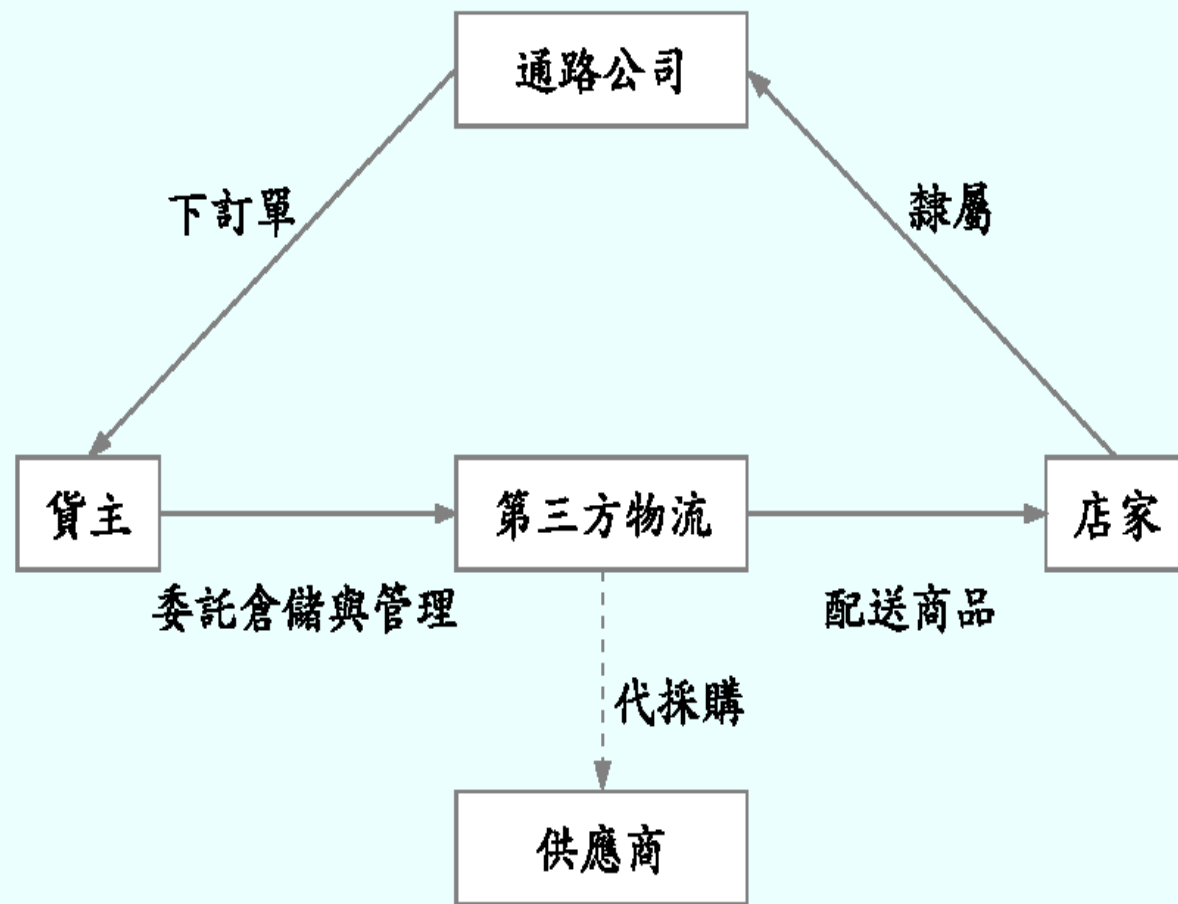 通路公司
下訂單
隸屬
貨主
第三方物流
店家
委託倉儲與管理
配送商品
代採購
供應商